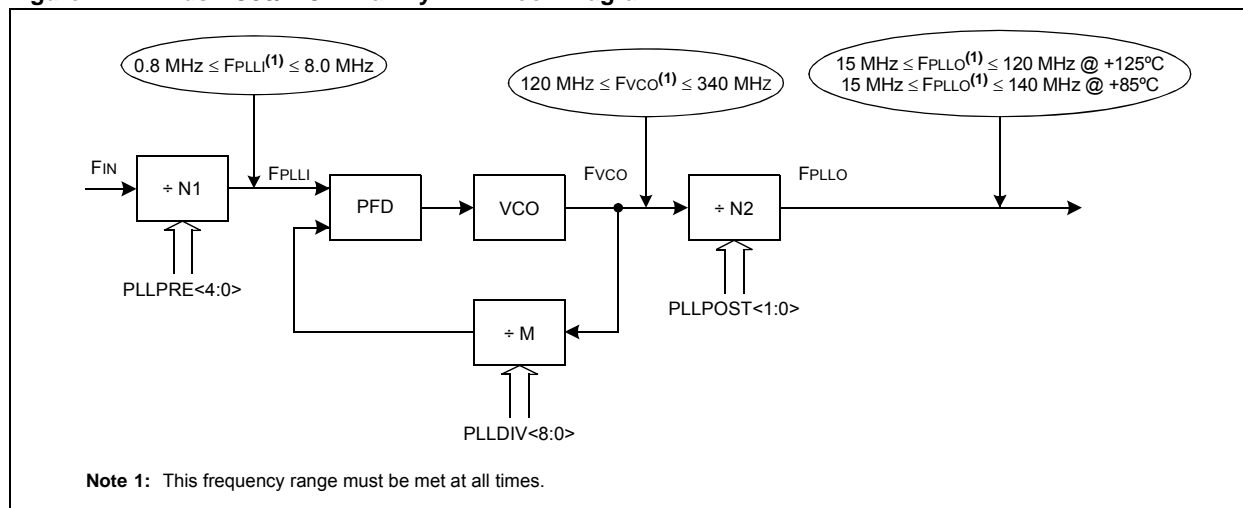 0.8 MHz ≤ FPLLI(1) ≤ 8.0 MHz
120 MHz ≤ FVCO(1) ≤ 340 MHz
15 MHz ≤ FPLLO(1) ≤ 120 MHz @ +125ºC
15 MHz ≤ FPLLO(1) ≤ 140 MHz @ +85ºC
FIN
÷ N1
FPLLI
PFD
VCO
FVCO
÷ N2
FPLLO
PLLPRE<4:0>
PLLPOST<1:0>
÷ M
PLLDIV<8:0>
Note 1: This frequency range must be met at all times.